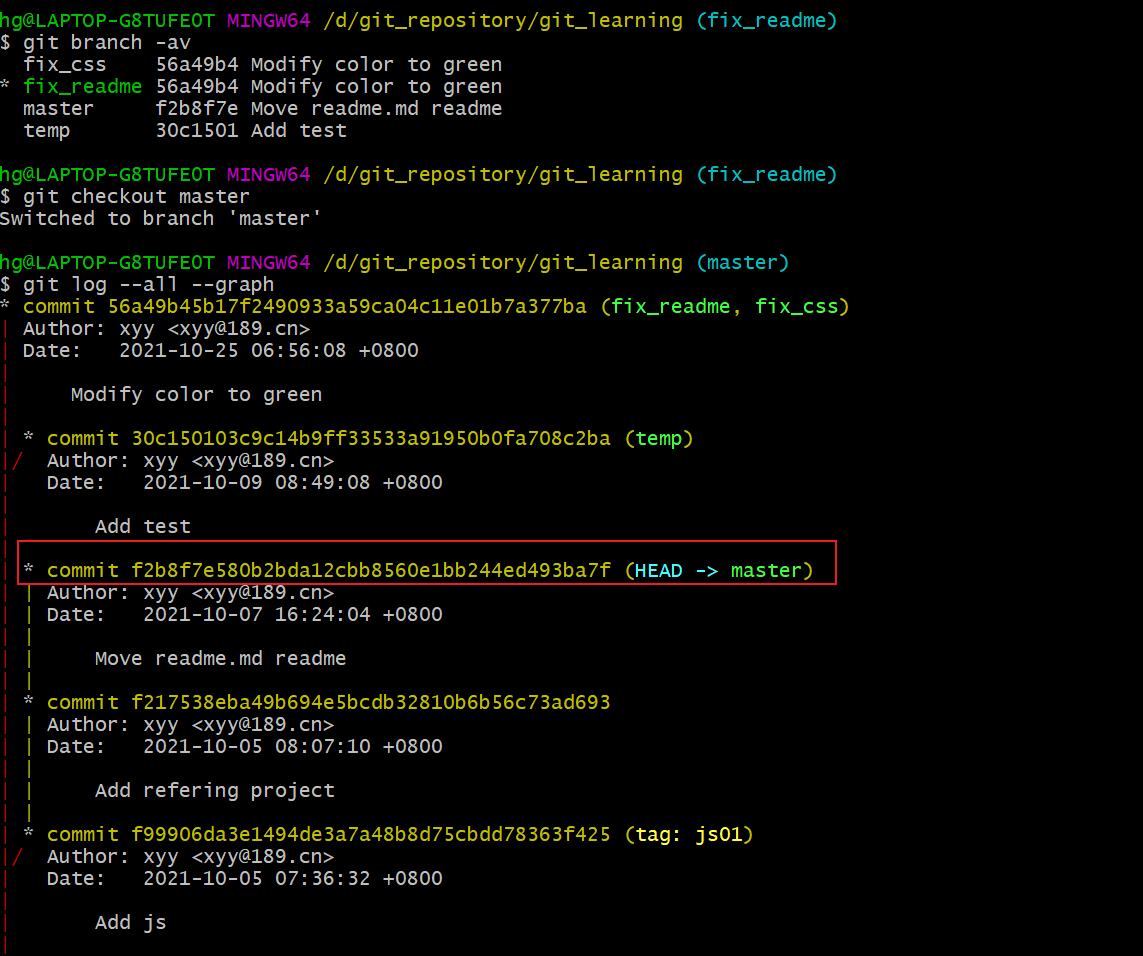 hg@LAPTOP-G8TUFE0T MINGW64 /d/git_repository/git_learning (fix_readme)
$ git branch -av
  fix_css    56a49b4 Modify color to green
* fix_readme 56a49b4 Modify color to green
  master     f2b8f7e Move readme.md readme
  temp       30c1501 Add test

hg@LAPTOP-G8TUFE0T MINGW64 /d/git_repository/git_learning (fix_readme)
$ git checkout master
Switched to branch 'master'

hg@LAPTOP-G8TUFE0T MINGW64 /d/git_repository/git_learning (master)
$ git log --all --graph
* commit 56a49b45b17f2490933a59ca04c11e01b7a377ba (fix_readme, fix_css)
| Author: xyy <xyy@189.cn>
| Date:   2021-10-25 06:56:08 +0800
|
|     Modify color to green
|
| * commit 30c150103c9c14b9ff33533a91950b0fa708c2ba (temp)
|/  Author: xyy <xyy@189.cn>
|   Date:   2021-10-09 08:49:08 +0800
|
|       Add test
|
| * commit f2b8f7e580b2bda12cbb8560e1bb244ed493ba7f (HEAD -> master)
| | Author: xyy <xyy@189.cn>
| | Date:   2021-10-07 16:24:04 +0800
| |
| |     Move readme.md readme
| |
| * commit f217538eba49b694e5bcdb32810b6b56c73ad693
| | Author: xyy <xyy@189.cn>
| | Date:   2021-10-05 08:07:10 +0800
| |
| |     Add refering project
| |
| * commit f99906da3e1494de3a7a48b8d75cbdd78363f425 (tag: js01)
|/  Author: xyy <xyy@189.cn>
|   Date:   2021-10-05 07:36:32 +0800
|
|       Add js
|